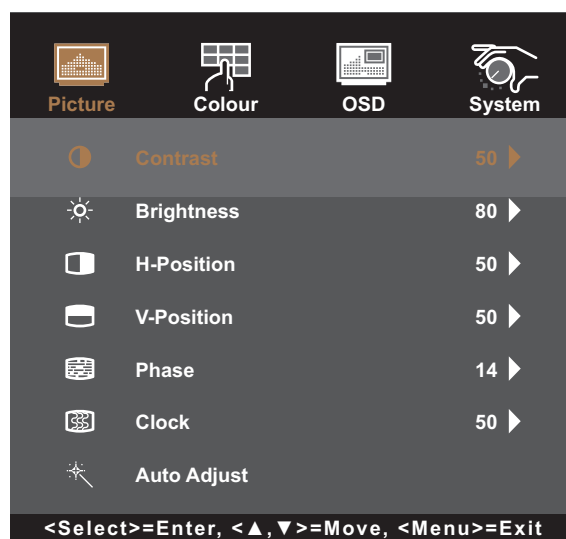 Picture Colour OSD System
Contrast 50
Brightness 80
H-Position 50
V-Position 50
Phase 14
Clock 50
Auto Adjust
<Select>=Enter, <▲,▼>=Move, <Menu>=Exit